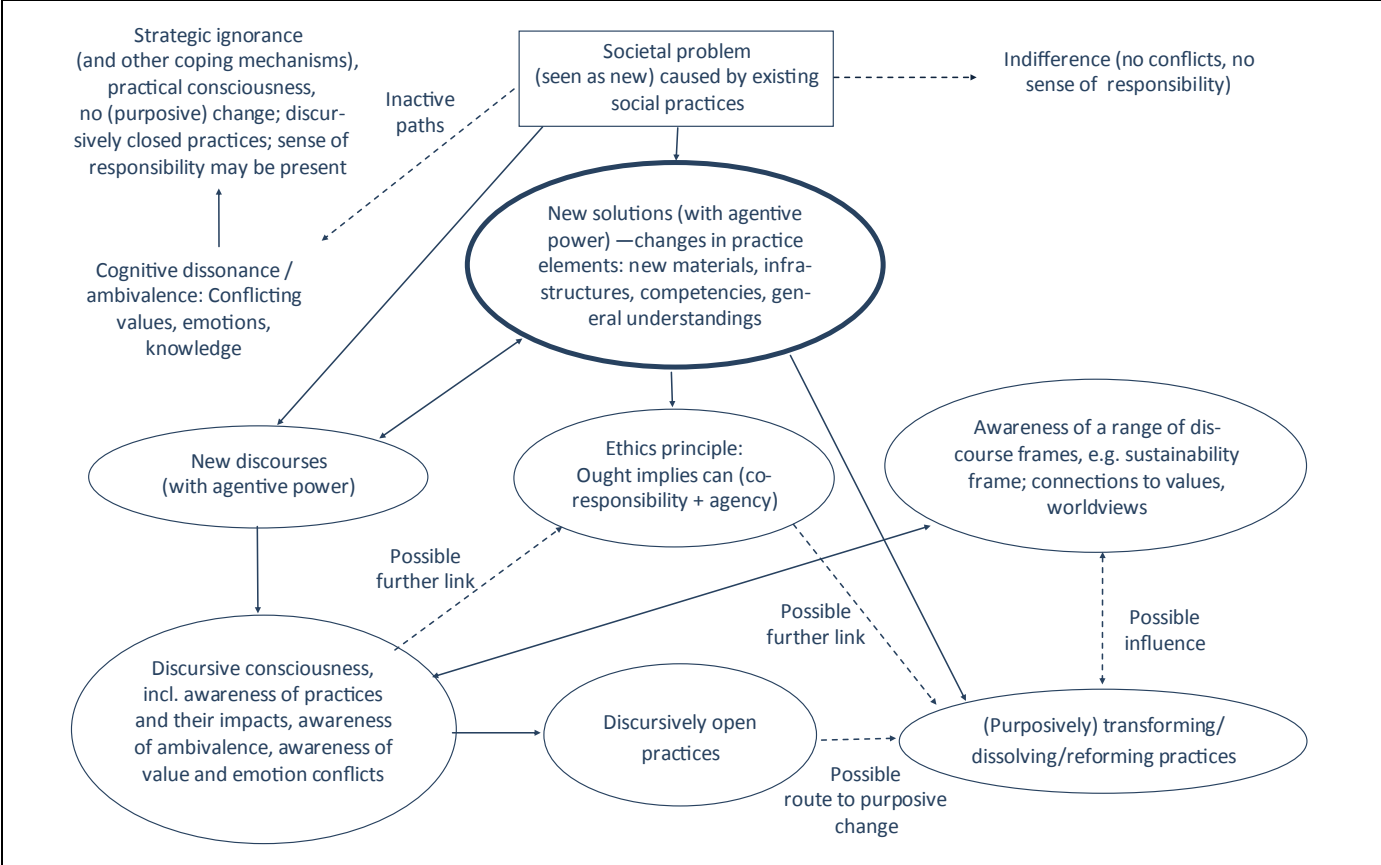 Strategic ignorance
(and other coping mechanisms),
practical consciousness,
no (purposive) change; discur-
sively closed practices; sense of
responsibility may be present
Inactive
paths
Societal problem
(seen as new) caused by existing
social practices
Indifference (no conflicts, no
sense of responsibility)
Cognitive dissonance /
ambivalence: Conflicting
values, emotions,
knowledge
New solutions (with agentive
power) —changes in practice
elements: new materials, infra-
structures, competencies, gen-
eral understandings
New discourses
(with agentive power)
Ethics principle:
Ought implies can (co-
responsibility + agency)
Awareness of a range of dis-
course frames, e.g. sustainability
frame; connections to values,
worldviews
Possible
further link
Possible
further link
Possible
influence
Discursive consciousness,
incl. awareness of practices
and their impacts, awareness
of ambivalence, awareness of
value and emotion conflicts
Discursively open
practices
(Purposively) transforming/
dissolving/reforming practices
Possible
route to purposive
change